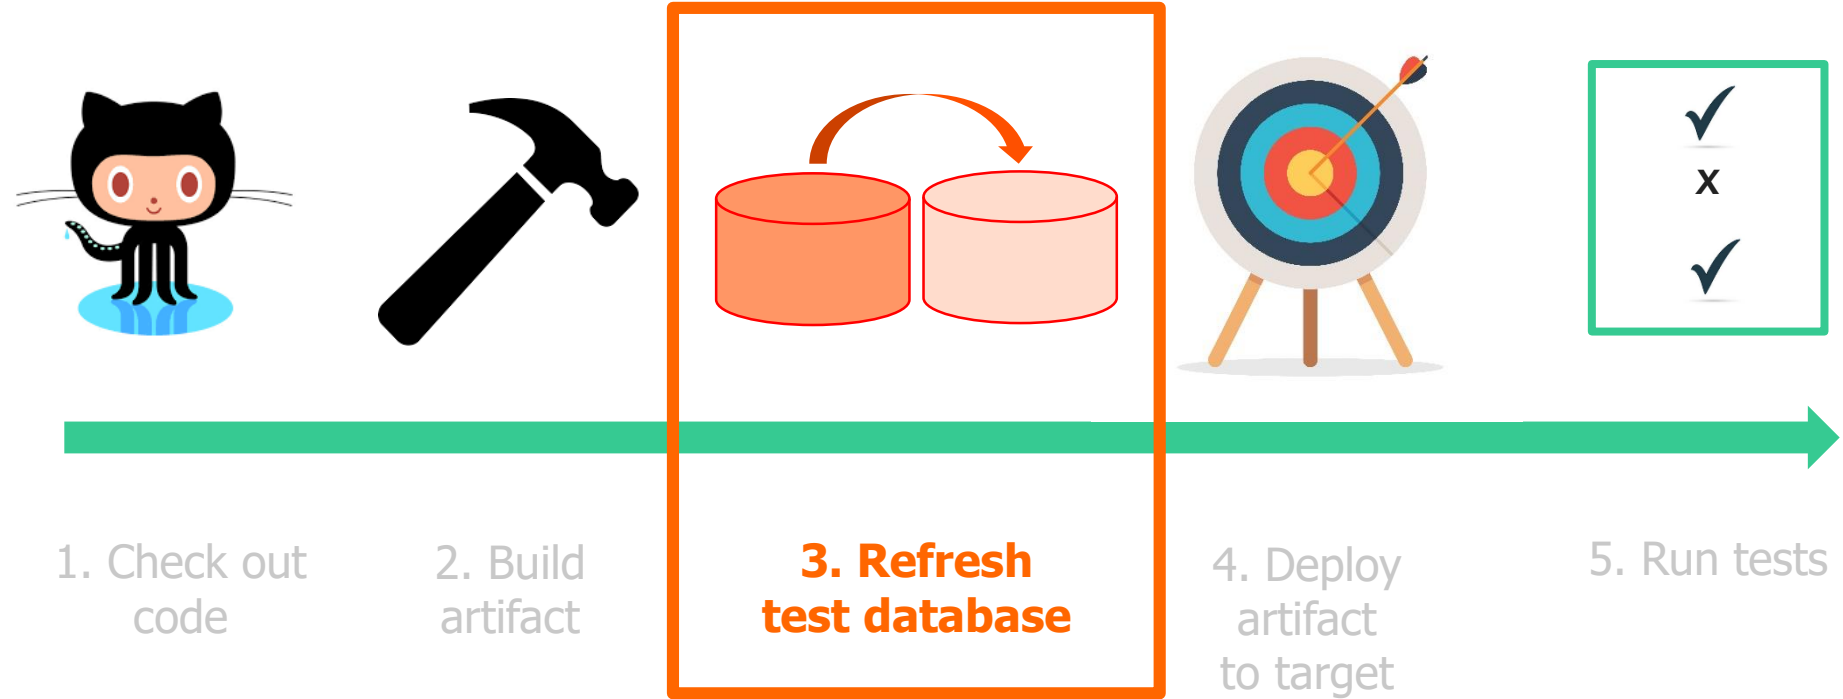 x
1. Check out
code
2. Build
artifact
3. Refresh
test database
4. Deploy
artifact
to target
5. Run tests